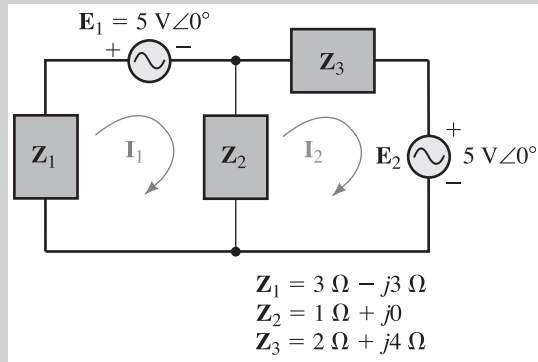 E₁ = 5 V∠0°
+ −
Z₃
Z₁ I₁ Z₂ I₂ E₂ + 5 V∠0° −
Z₁ = 3 Ω − j3 Ω
Z₂ = 1 Ω + j0
Z₃ = 2 Ω + j4 Ω